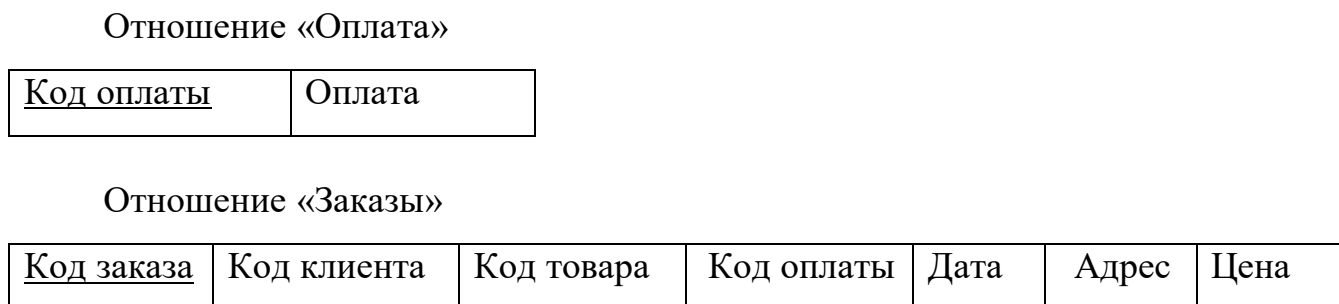 Отношение «Оплата»
Код оплаты Оплата
Отношение «Заказы»
Код заказа Код клиента Код товара Код оплаты Дата Адрес Цена